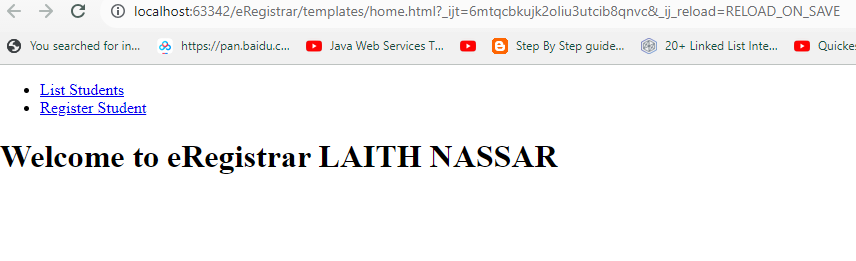 localhost:63342/eRegistrar/templates/home.html?_ijt=6mtqcbkujk2oliu3utcib8qnvc&_ij_reload=RELOAD_ON_SAVE
You searched for in... https://pan.baidu.c... Java Web Services T... Step By Step guide... 20+ Linked List Inte... Quickes
List Students
Register Student
Welcome to eRegistrar LAITH NASSAR